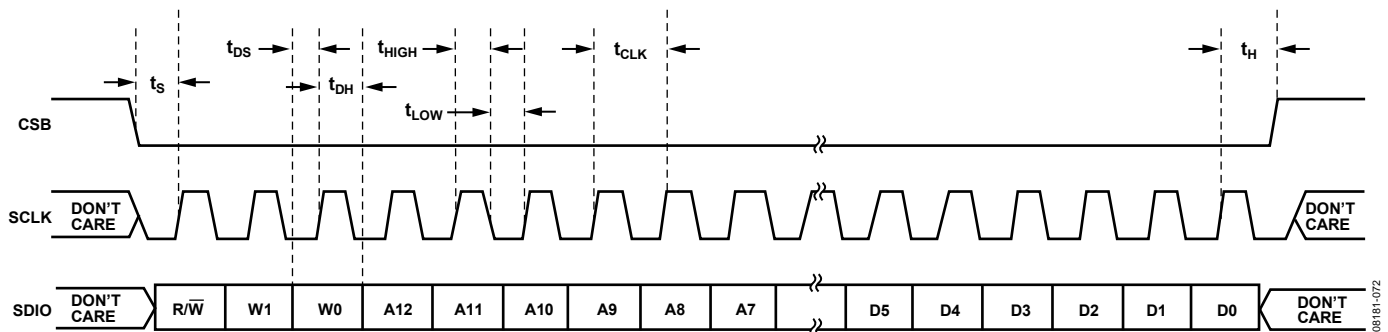 tDS
tHIGH
tCLK
tH
tS
tDH
tLOW
CSB
SCLK
DON'T
CARE
DON'T
CARE
SDIO
DON'T
CARE
R/W̅
W1
W0
A12
A11
A10
A9
A8
A7
D5
D4
D3
D2
D1
D0
DON'T
CARE
08181-072